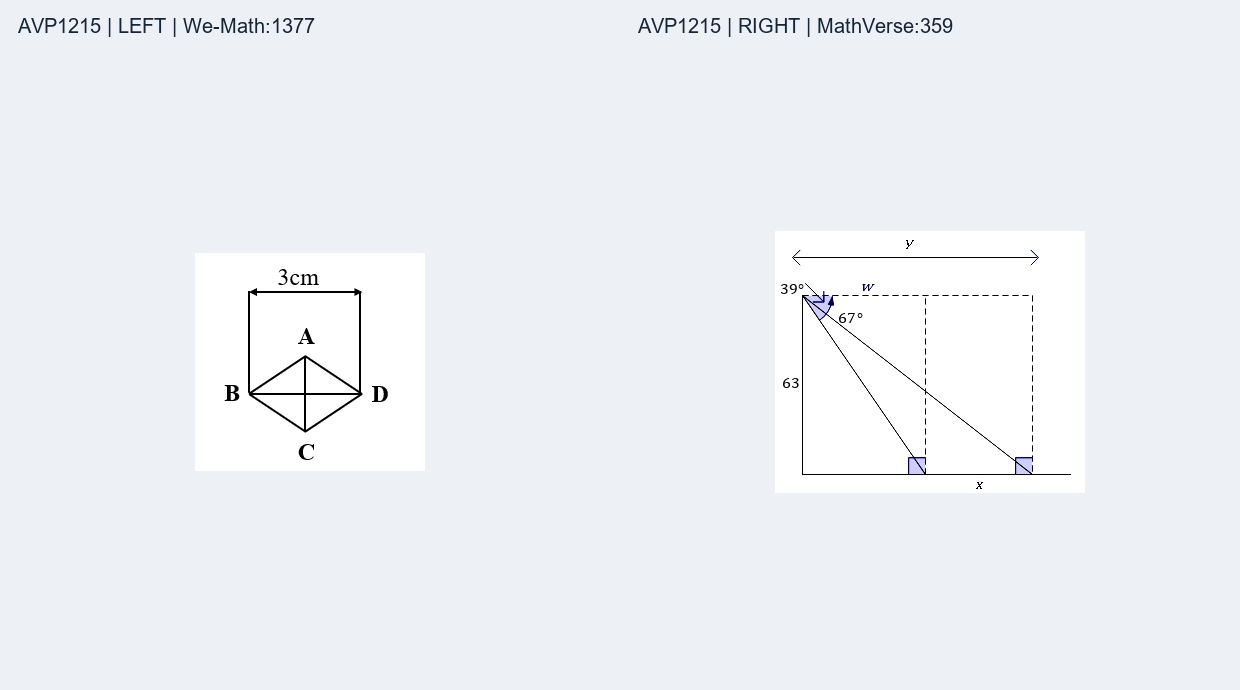 AVP1215 | LEFT | We-Math:1377
AVP1215 | RIGHT | MathVerse:359
3cm
A
B
D
C
y
39°
w
67°
63
x